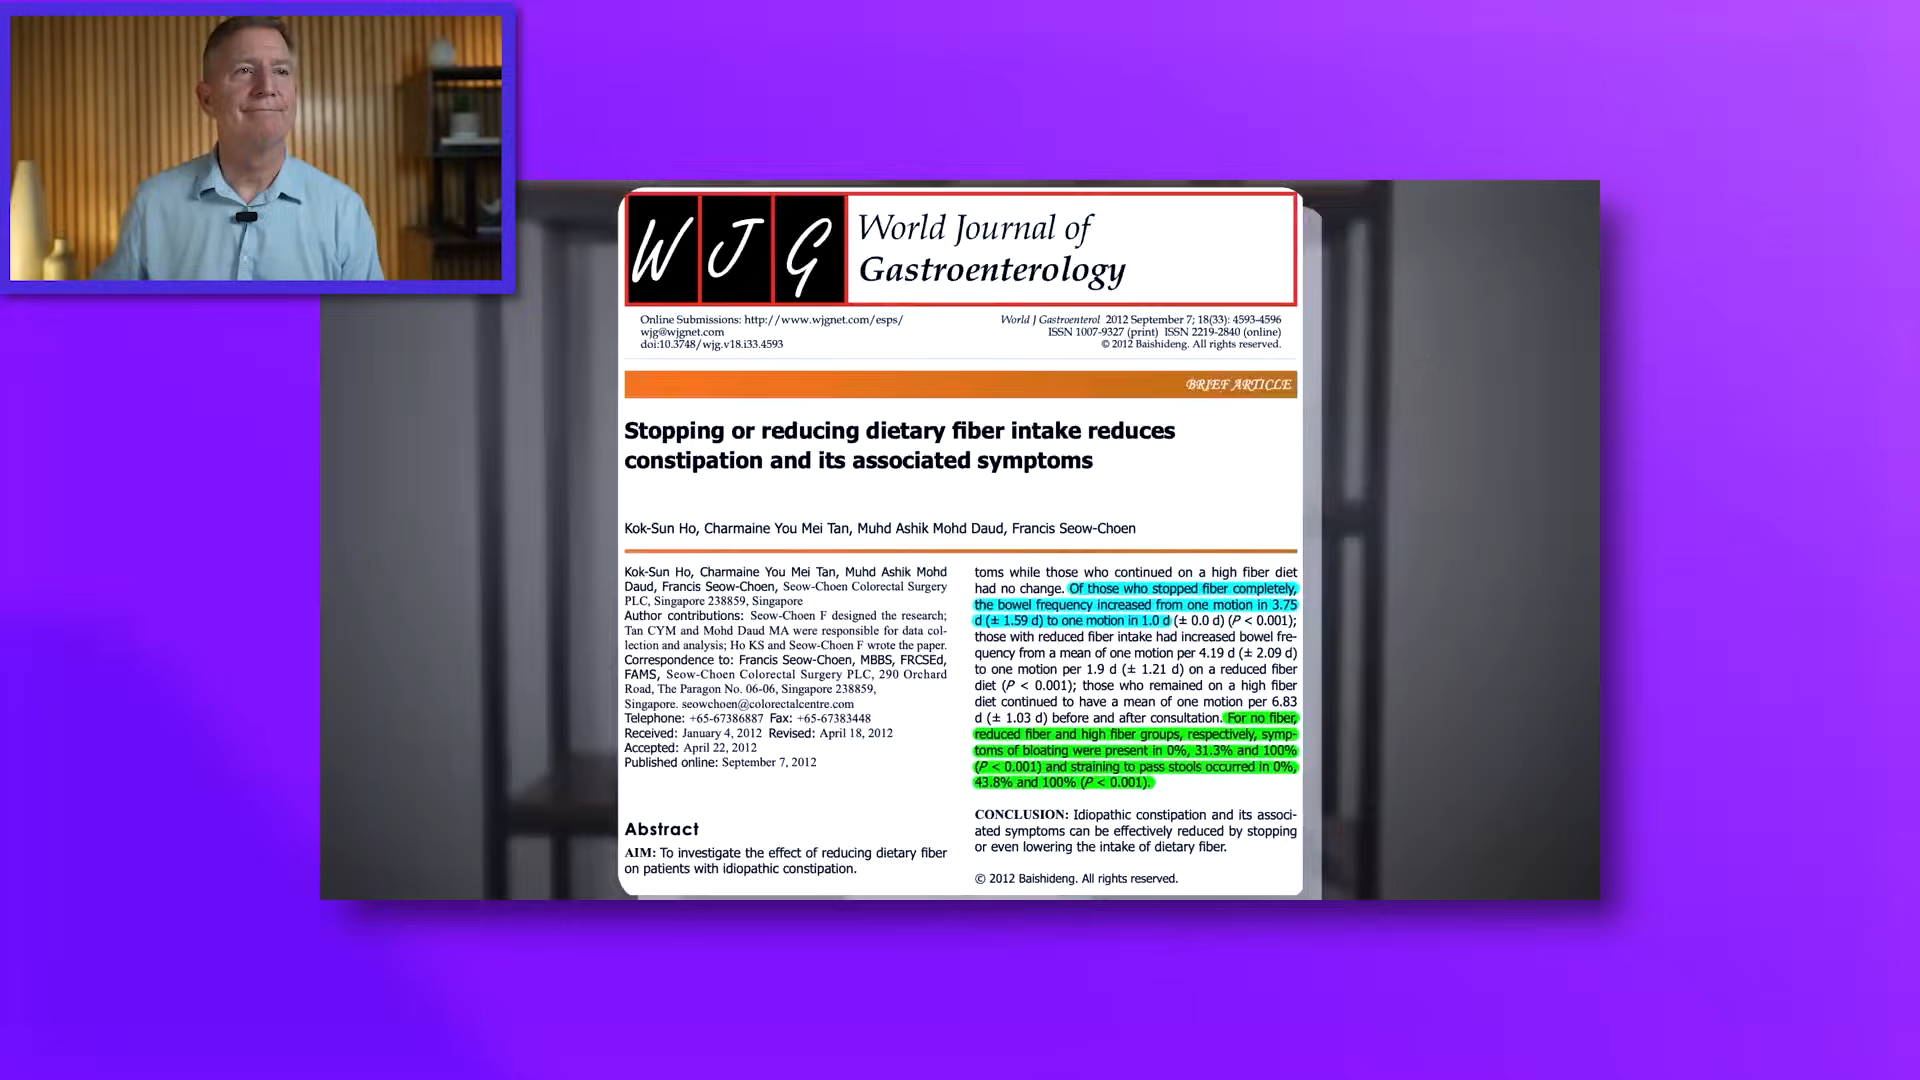 W J G
World Journal of
Gastroenterology
Online Submissions: http://www.wjgnet.com/esps/
wjg@wjgnet.com
doi:10.3748/wjg.v18.i33.4593
World J Gastroenterol 2012 September 7; 18(33): 4593-4596
ISSN 1007-9327 (print) ISSN 2219-2840 (online)
© 2012 Baishideng. All rights reserved.
BRIEF ARTICLE
Stopping or reducing dietary fiber intake reduces
constipation and its associated symptoms
Kok-Sun Ho, Charmaine You Mei Tan, Muhd Ashik Mohd Daud, Francis Seow-Choen
Kok-Sun Ho, Charmaine You Mei Tan, Muhd Ashik Mohd
Daud, Francis Seow-Choen, Seow-Choen Colorectal Surgery
PLC, Singapore 238859, Singapore
Author contributions: Seow-Choen F designed the research;
Tan CYM and Mohd Daud MA were responsible for data col-
lection and analysis; Ho KS and Seow-Choen F wrote the paper.
Correspondence to: Francis Seow-Choen, MBBS, FRCSEd,
FAMS, Seow-Choen Colorectal Surgery PLC, 290 Orchard
Road, The Paragon No. 06-06, Singapore 238859,
Singapore. seowchoen@colorectalcentre.com
Telephone: +65-67386887 Fax: +65-67383448
Received: January 4, 2012 Revised: April 18, 2012
Accepted: April 22, 2012
Published online: September 7, 2012
Abstract
AIM: To investigate the effect of reducing dietary fiber
on patients with idiopathic constipation.
toms while those who continued on a high fiber diet
had no change. Of those who stopped fiber completely,
the bowel frequency increased from one motion in 3.75
d (± 1.59 d) to one motion in 1.0 d (± 0.0 d) (P < 0.001);
those with reduced fiber intake had increased bowel fre-
quency from a mean of one motion per 4.19 d (± 2.09 d)
to one motion per 1.9 d (± 1.21 d) on a reduced fiber
diet (P < 0.001); those who remained on a high fiber
diet continued to have a mean of one motion per 6.83
d (± 1.03 d) before and after consultation. For no fiber,
reduced fiber and high fiber groups, respectively, symp-
toms of bloating were present in 0%, 31.3% and 100%
(P < 0.001) and straining to pass stools occurred in 0%,
43.8% and 100% (P < 0.001).
CONCLUSION: Idiopathic constipation and its associ-
ated symptoms can be effectively reduced by stopping
or even lowering the intake of dietary fiber.
© 2012 Baishideng. All rights reserved.